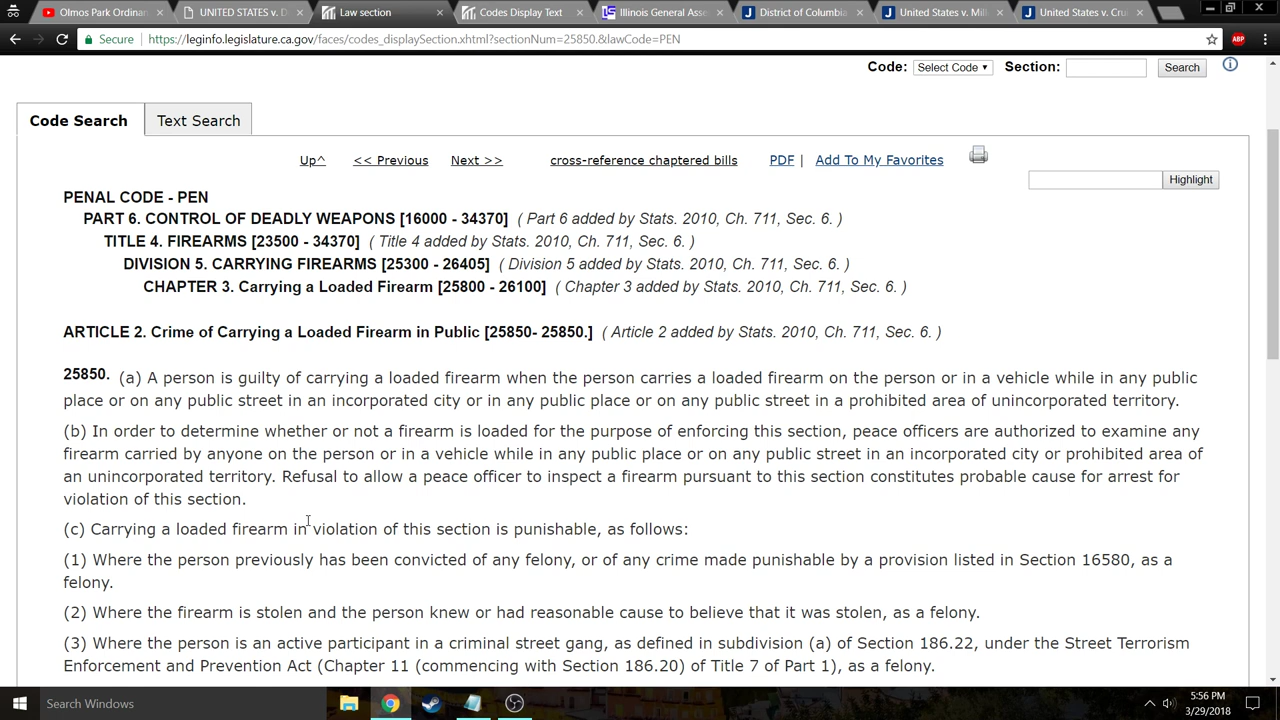 Olmos Park Ordinan
UNITED STATES v. D
Law section
Codes Display Text
Illinois General Asse
District of Columbia
United States v. Mill
United States v. Cru
Secure
https://leginfo.legislature.ca.gov/faces/codes_displaySection.xhtml?sectionNum=25850.&lawCode=PEN
ABP
Code: Select Code Section: Search
Code Search Text Search
Up^ << Previous Next >> cross-reference chaptered bills PDF | Add To My Favorites
Highlight
PENAL CODE - PEN
PART 6. CONTROL OF DEADLY WEAPONS [16000 - 34370] ( Part 6 added by Stats. 2010, Ch. 711, Sec. 6. )
TITLE 4. FIREARMS [23500 - 34370] ( Title 4 added by Stats. 2010, Ch. 711, Sec. 6. )
DIVISION 5. CARRYING FIREARMS [25300 - 26405] ( Division 5 added by Stats. 2010, Ch. 711, Sec. 6. )
CHAPTER 3. Carrying a Loaded Firearm [25800 - 26100] ( Chapter 3 added by Stats. 2010, Ch. 711, Sec. 6. )
ARTICLE 2. Crime of Carrying a Loaded Firearm in Public [25850- 25850.] ( Article 2 added by Stats. 2010, Ch. 711, Sec. 6. )
25850. (a) A person is guilty of carrying a loaded firearm when the person carries a loaded firearm on the person or in a vehicle while in any public
place or on any public street in an incorporated city or in any public place or on any public street in a prohibited area of unincorporated territory.
(b) In order to determine whether or not a firearm is loaded for the purpose of enforcing this section, peace officers are authorized to examine any
firearm carried by anyone on the person or in a vehicle while in any public place or on any public street in an incorporated city or prohibited area of
an unincorporated territory. Refusal to allow a peace officer to inspect a firearm pursuant to this section constitutes probable cause for arrest for
violation of this section.
(c) Carrying a loaded firearm in violation of this section is punishable, as follows:
(1) Where the person previously has been convicted of any felony, or of any crime made punishable by a provision listed in Section 16580, as a
felony.
(2) Where the firearm is stolen and the person knew or had reasonable cause to believe that it was stolen, as a felony.
(3) Where the person is an active participant in a criminal street gang, as defined in subdivision (a) of Section 186.22, under the Street Terrorism
Enforcement and Prevention Act (Chapter 11 (commencing with Section 186.20) of Title 7 of Part 1), as a felony.
Search Windows
5:56 PM
3/29/2018